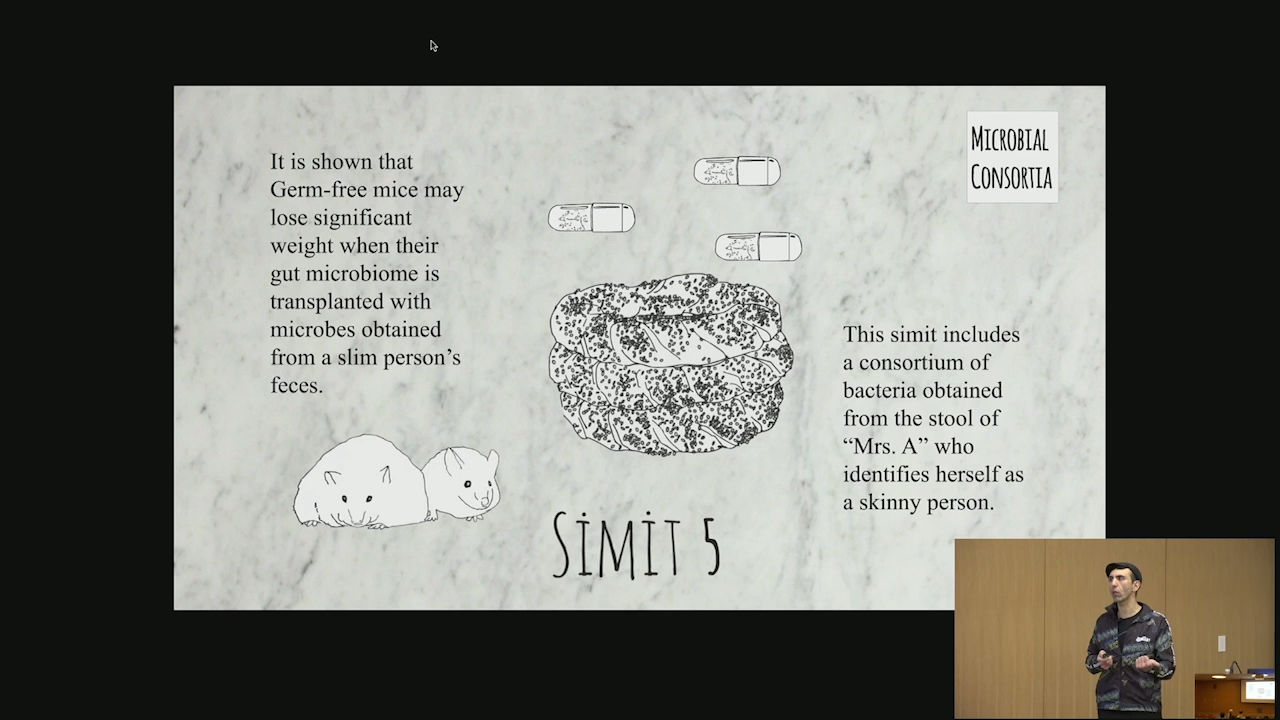 It is shown that
Germ-free mice may
lose significant
weight when their
gut microbiome is
transplanted with
microbes obtained
from a slim person’s
feces.
MICROBIAL
CONSORTIA
This simit includes
a consortium of
bacteria obtained
from the stool of
“Mrs. A” who
identifies herself as
a skinny person.
SİMİT 5